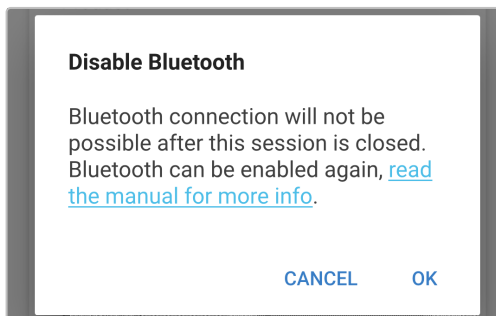 Disable Bluetooth
Bluetooth connection will not be
possible after this session is closed.
Bluetooth can be enabled again, read
the manual for more info.
CANCEL OK